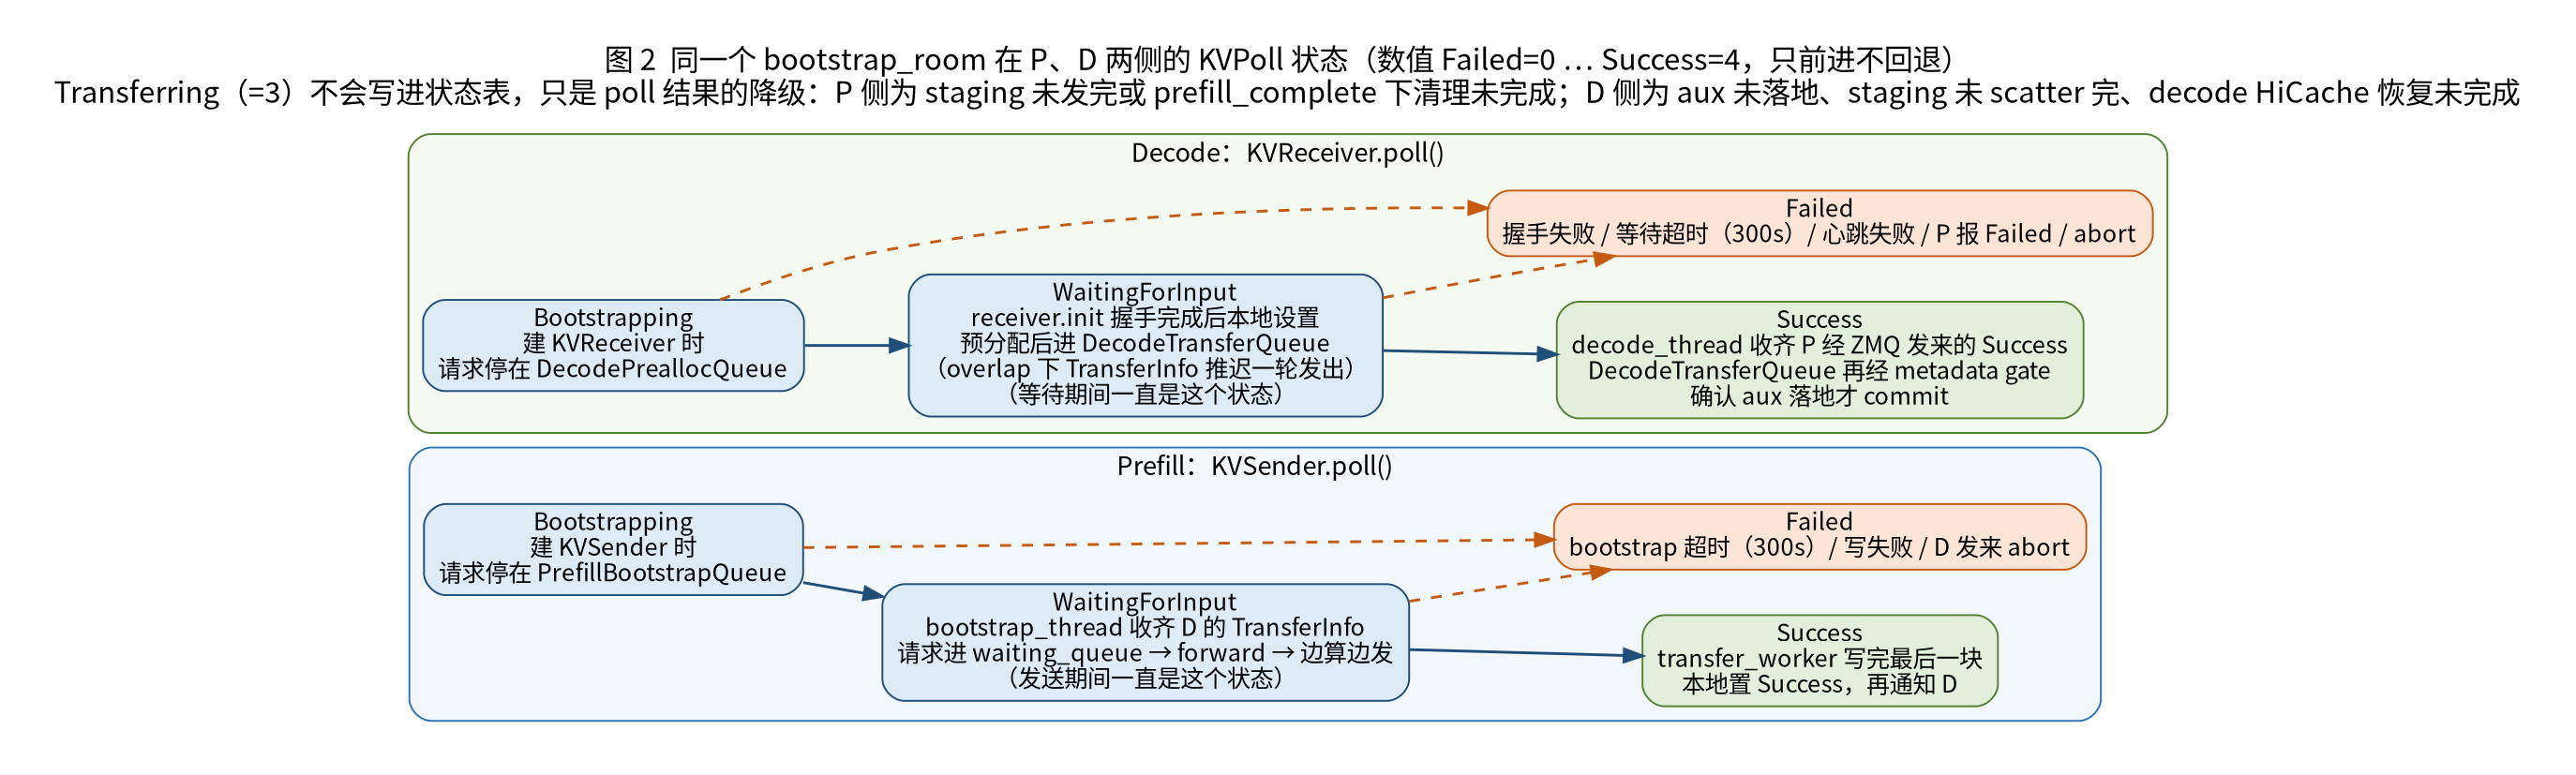 图 2  同一个 bootstrap_room 在 P、D 两侧的 KVPoll 状态（数值 Failed=0 … Success=4，只前进不回退）
Transferring（=3）不会写进状态表，只是 poll 结果的降级：P 侧为 staging 未发完或 prefill_complete 下清理未完成；D 侧为 aux 未落地、staging 未 scatter 完、decode HiCache 恢复未完成
Decode：KVReceiver.poll()
Failed
握手失败 / 等待超时（300s）/ 心跳失败 / P 报 Failed / abort
Bootstrapping
建 KVReceiver 时
请求停在 DecodePreallocQueue
WaitingForInput
receiver.init 握手完成后本地设置
预分配后进 DecodeTransferQueue
（overlap 下 TransferInfo 推迟一轮发出）
（等待期间一直是这个状态）
Success
decode_thread 收齐 P 经 ZMQ 发来的 Success
DecodeTransferQueue 再经 metadata gate
确认 aux 落地才 commit
Prefill：KVSender.poll()
Bootstrapping
建 KVSender 时
请求停在 PrefillBootstrapQueue
Failed
bootstrap 超时（300s）/ 写失败 / D 发来 abort
WaitingForInput
bootstrap_thread 收齐 D 的 TransferInfo
请求进 waiting_queue → forward → 边算边发
（发送期间一直是这个状态）
Success
transfer_worker 写完最后一块
本地置 Success，再通知 D